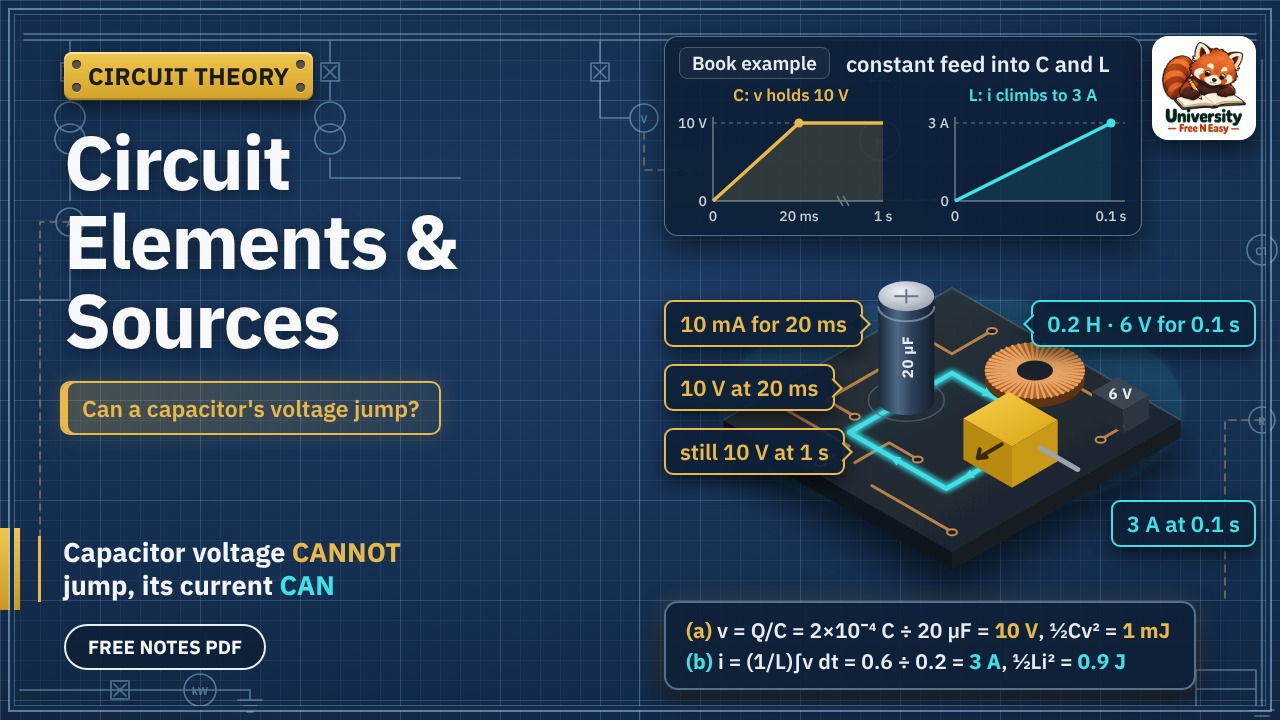 CIRCUIT THEORY
Circuit
Elements &
Sources
Can a capacitor's voltage jump?
Capacitor voltage CANNOT
jump, its current CAN
FREE NOTES PDF
kW
V
Book example
constant feed into C and L
C: v holds 10 V
L: i climbs to 3 A
10 V
0
0
20 ms
1 s
3 A
0
0
0.1 s
University
Free N Easy
10 mA for 20 ms
10 V at 20 ms
still 10 V at 1 s
20 µF
0.2 H · 6 V for 0.1 s
6 V
3 A at 0.1 s
(a) v = Q/C = 2×10⁻⁴ C ÷ 20 µF = 10 V, ½Cv² = 1 mJ
(b) i = (1/L)∫v dt = 0.6 ÷ 0.2 = 3 A, ½Li² = 0.9 J